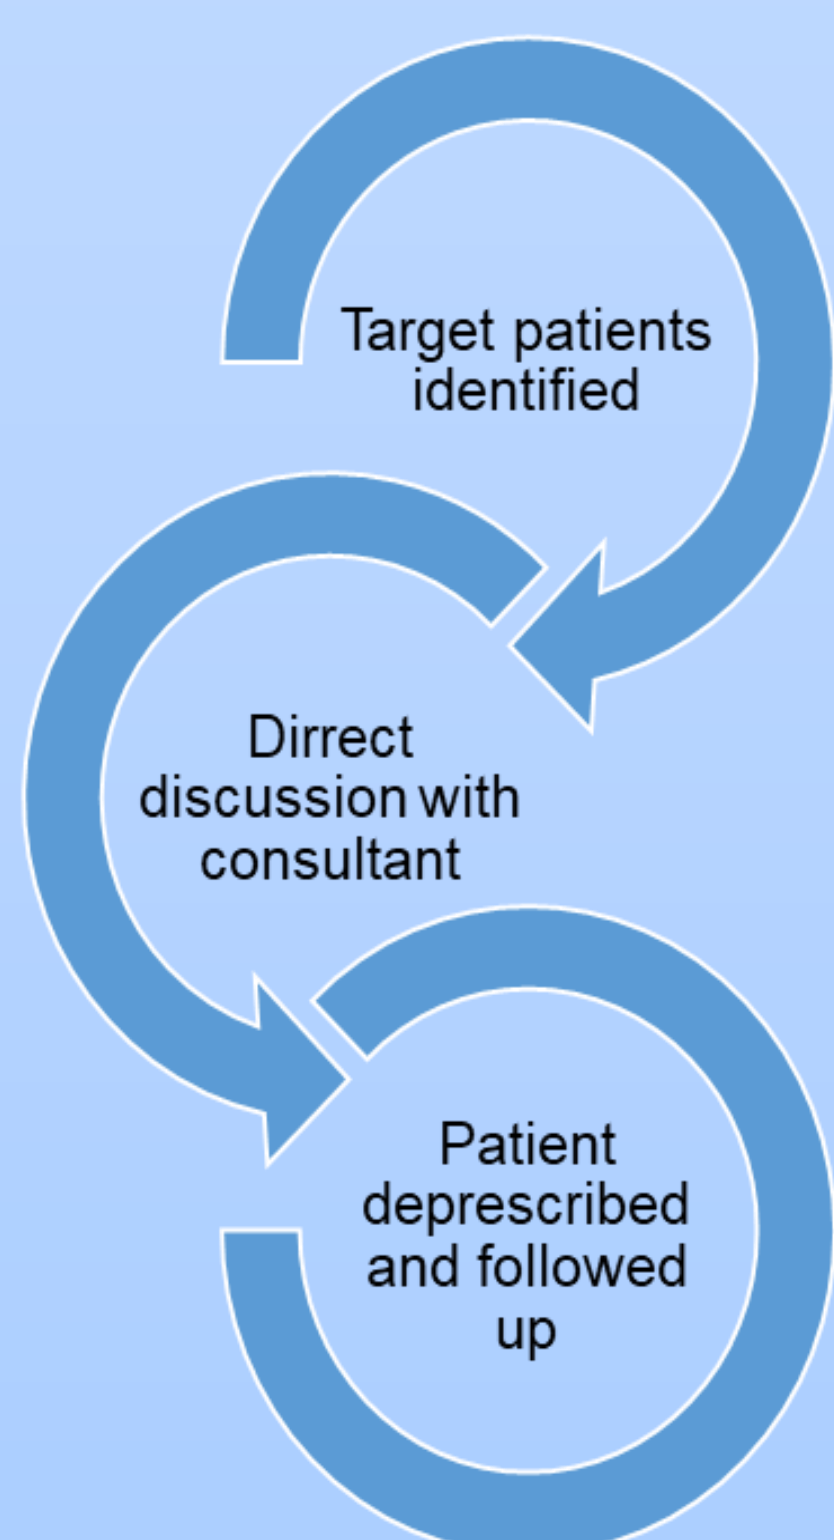 Target patients
identified
Dirrect
discussion with
consultant
Patient
deprescribed
and followed
up